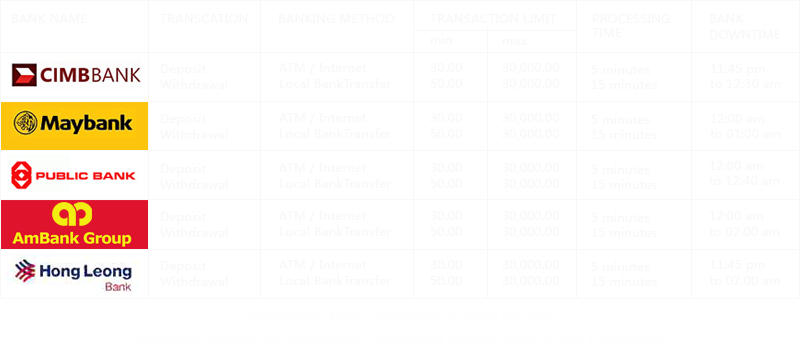 BANK NAME TRANSCATION BANKING METHOD TRANSACTION LIMIT PROCESSING TIME BANK DOWNTIME
min max
CIMBBANK Deposit ATM / Internet 30.00 30,000.00 5 minutes 11:45 pm
Withdrawal Local BankTransfer 50.00 30,000.00 15 minutes to 12:30 am
Maybank Deposit ATM / Internet 30.00 30,000.00 5 minutes 12:00 am
Withdrawal Local BankTransfer 50.00 30,000.00 15 minutes to 01:00 am
PUBLIC BANK Deposit ATM / Internet 30.00 30,000.00 5 minutes 12:00 am
Withdrawal Local BankTransfer 50.00 30,000.00 15 minutes to 12:40 am
AmBank Group Deposit ATM / Internet 30.00 30,000.00 5 minutes 12:00 am
Withdrawal Local BankTransfer 50.00 30,000.00 15 minutes to 02.00 am
Hong Leong Deposit ATM / Internet 30.00 30,000.00 5 minutes 11:45 pm
Bank Withdrawal Local BankTransfer 50.00 30,000.00 15 minutes to 02.00 am